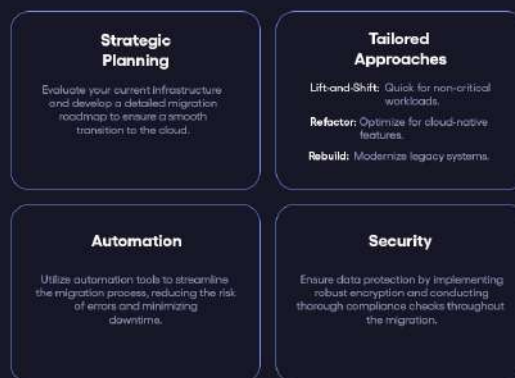 Strategic
Planning
Evaluate your current infrastructure
and develop a detailed migration
roadmap to ensure a smooth
transition to the cloud.
Tailored
Approaches
Lift-and-Shift: Quick for non-critical
workloads.
Refactor: Optimize for cloud-native
features.
Rebuild: Modernize legacy systems.
Automation
Utilize automation tools to streamline
the migration process, reducing the risk
of errors and minimizing
downtime.
Security
Ensure data protection by implementing
robust encryption and conducting
thorough compliance checks throughout
the migration.